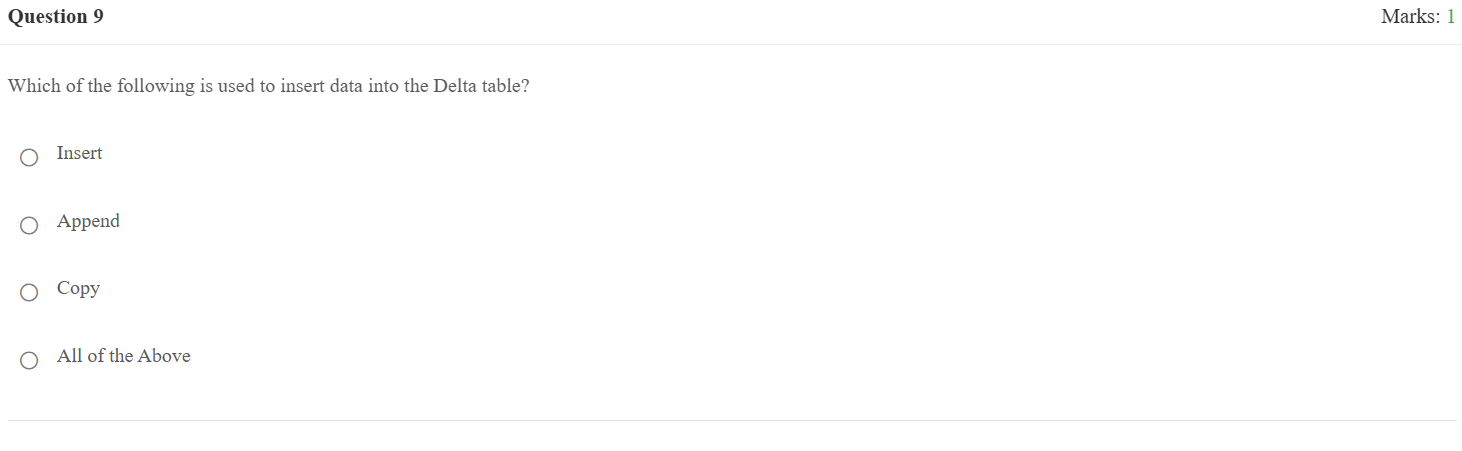 Question 9
Marks: 1
Which of the following is used to insert data into the Delta table?
Insert
Append
Copy
All of the Above